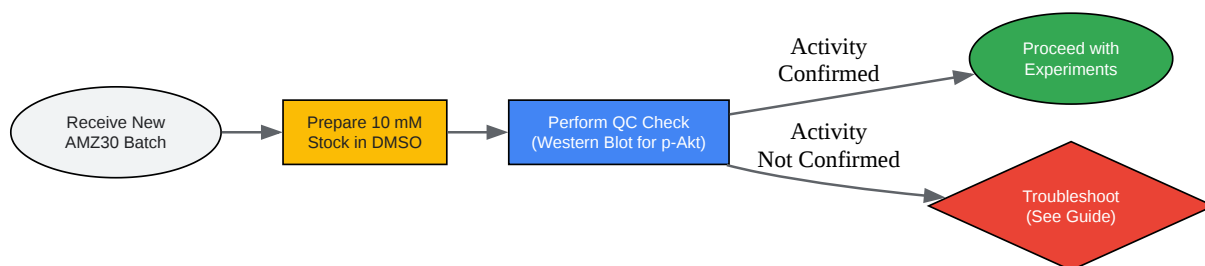 Receive New
AMZ30 Batch
Prepare 10 mM
Stock in DMSO
Perform QC Check
(Western Blot for p-Akt)
Activity
Confirmed
Proceed with
Experiments
Activity
Not Confirmed
Troubleshoot
(See Guide)